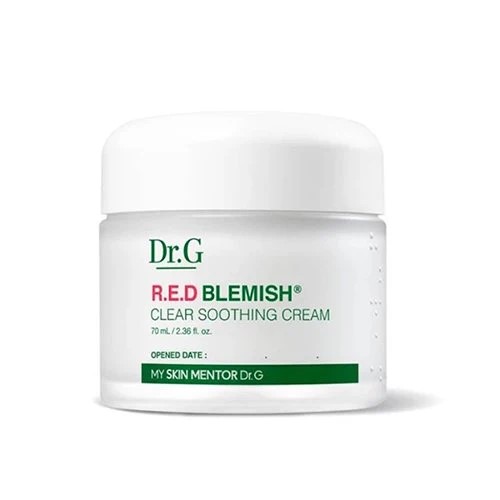 Dr.G
R.E.D BLEMISH®
CLEAR SOOTHING CREAM
70 mL / 2.36 fl. oz.
OPENED DATE : . .
MY SKIN MENTOR Dr.G